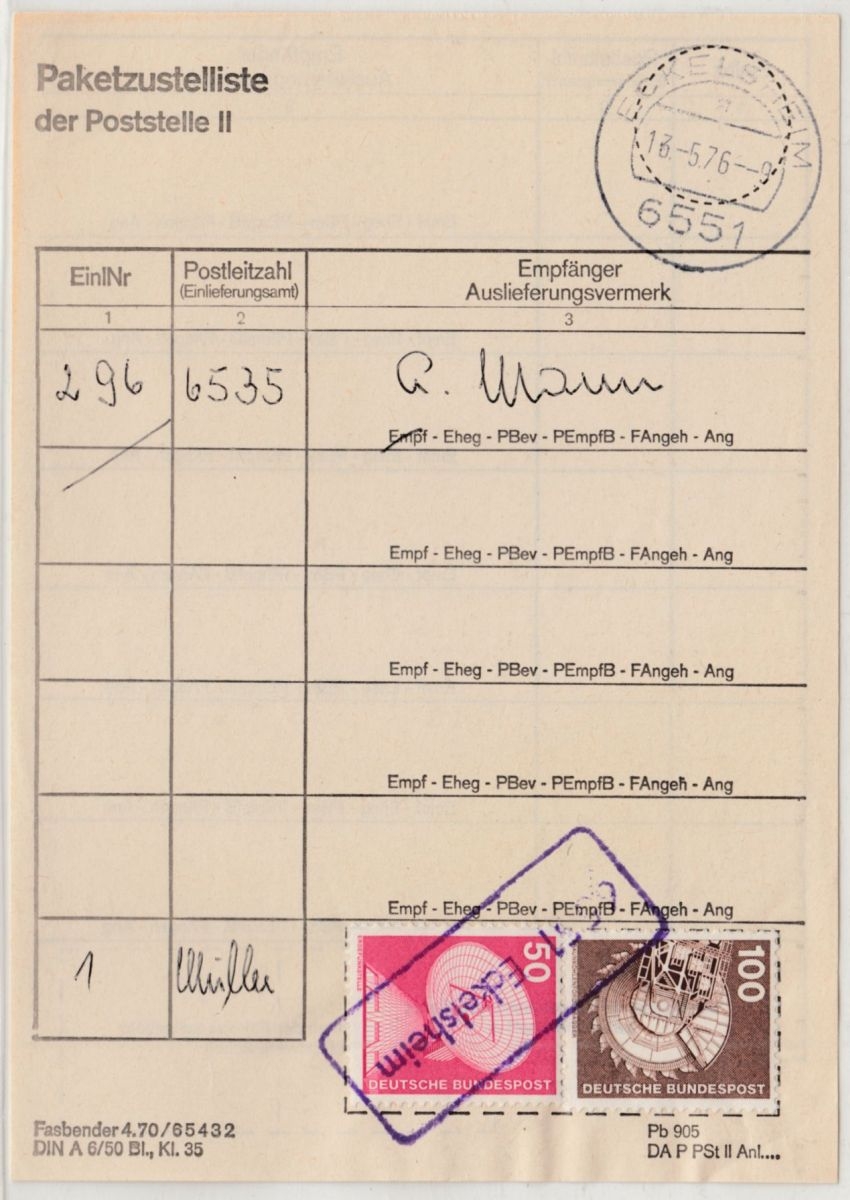 Paketzustelliste
der Poststelle II
ECKELSHEIM
13.-5.76--9
6551
EinlNr
Postleitzahl
(Einlieferungsamt)
Empfänger
Auslieferungsvermerk
1
2
3
296
6535
Mann
Empf - Eheg - PBev - PEmpfB - FAngeh - Ang
Empf - Eheg - PBev - PEmpfB - FAngeh - Ang
Empf - Eheg - PBev - PEmpfB - FAngeh - Ang
Empf - Eheg - PBev - PEmpfB - FAngeh - Ang
Empf - Eheg - PBev - PEmpfB - FAngeh - Ang
1
Müller
50
DEUTSCHE BUNDESPOST
100
DEUTSCHE BUNDESPOST
Eckelsheim
Fasbender 4.70/65432
DIN A 6/50 Bl., Kl. 35
Pb 905
DA P PSt II Anl....